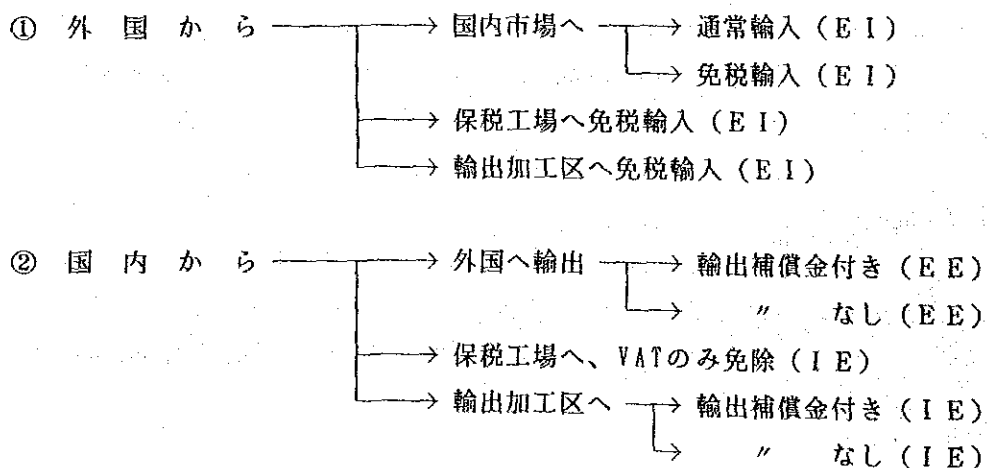 ① 外国から → 国内市場へ → 通常輸入(EI)
→ 免税輸入(EI)
→ 保税工場へ免税輸入(EI)
→ 輸出加工区へ免税輸入(EI)
② 国内から → 外国へ輸出 → 輸出補償金付き(EE)
→ 〃 なし(EE)
→ 保税工場へ、VATのみ免除(IE)
→ 輸出加工区へ → 輸出補償金付き(IE)
→ 〃 なし(IE)